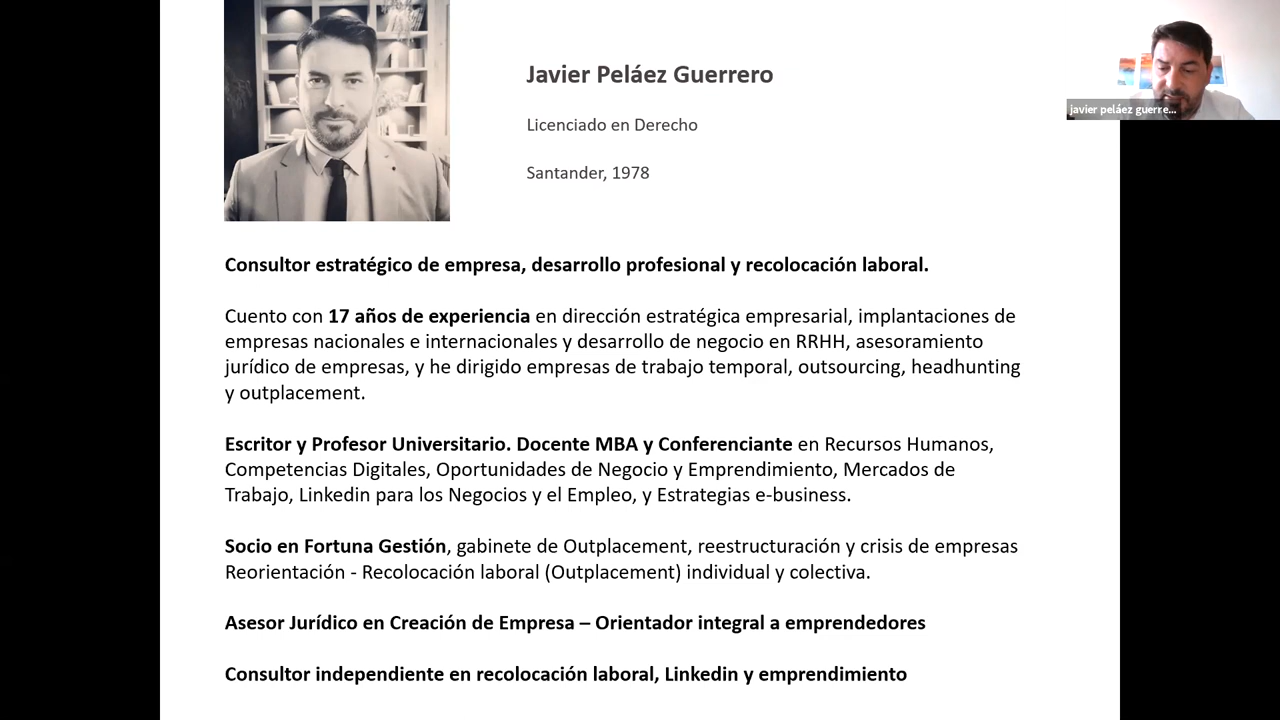 Javier Peláez Guerrero
Licenciado en Derecho
Santander, 1978
javier peláez guerre...
Consultor estratégico de empresa, desarrollo profesional y recolocación laboral.
Cuento con 17 años de experiencia en dirección estratégica empresarial, implantaciones de
empresas nacionales e internacionales y desarrollo de negocio en RRHH, asesoramiento
jurídico de empresas, y he dirigido empresas de trabajo temporal, outsourcing, headhunting
y outplacement.
Escritor y Profesor Universitario. Docente MBA y Conferenciante en Recursos Humanos,
Competencias Digitales, Oportunidades de Negocio y Emprendimiento, Mercados de
Trabajo, Linkedin para los Negocios y el Empleo, y Estrategias e-business.
Socio en Fortuna Gestión, gabinete de Outplacement, reestructuración y crisis de empresas
Reorientación - Recolocación laboral (Outplacement) individual y colectiva.
Asesor Jurídico en Creación de Empresa – Orientador integral a emprendedores
Consultor independiente en recolocación laboral, Linkedin y emprendimiento